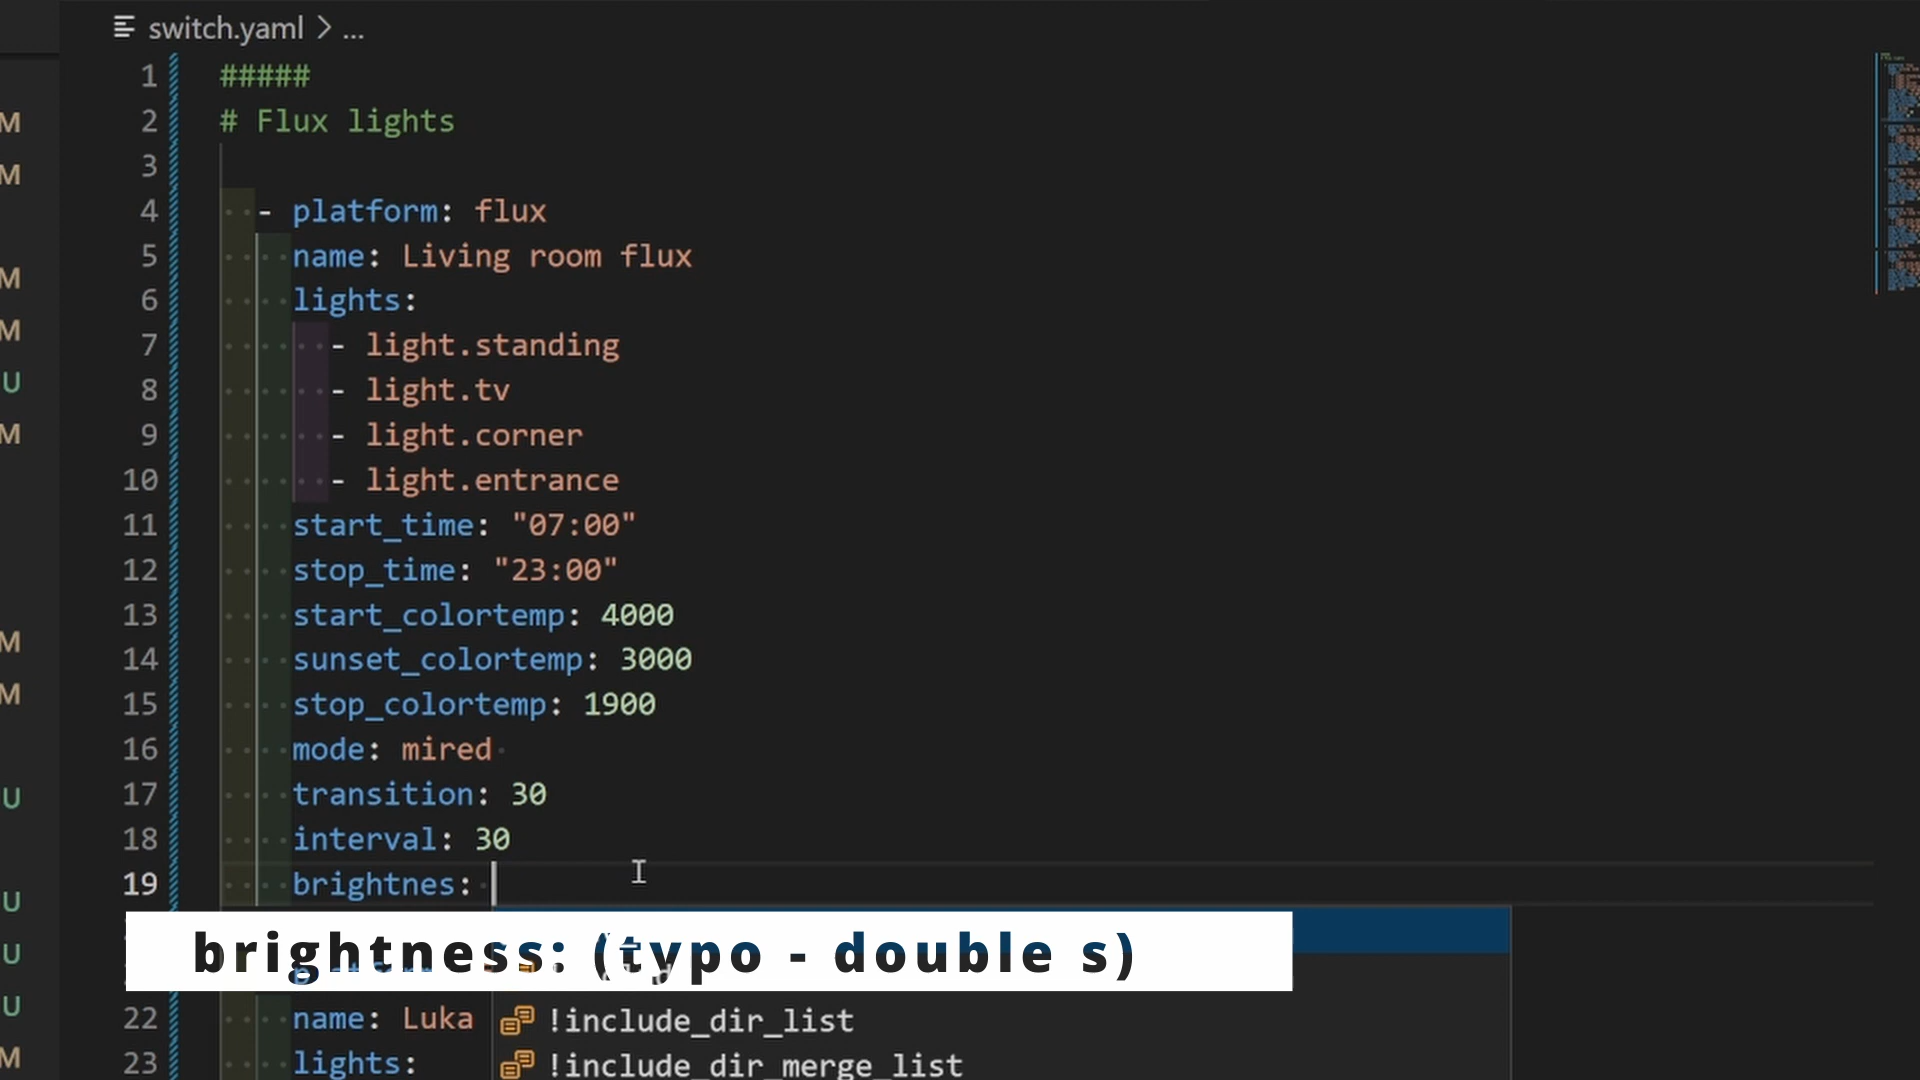 switch.yaml > ...
1 #####
2 # Flux lights
3
4 - platform: flux
5 name: Living room flux
6 lights:
7 - light.standing
8 - light.tv
9 - light.corner
10 - light.entrance
11 start_time: "07:00"
12 stop_time: "23:00"
13 start_colortemp: 4000
14 sunset_colortemp: 3000
15 stop_colortemp: 1900
16 mode: mired
17 transition: 30
18 interval: 30
19 brightnes:
brightness: (typo - double s)
22 name: Luka
!include_dir_list
23 lights:
!include_dir_merge_list
M
M
M
M
U
M
M
M
U
U
U
U
M